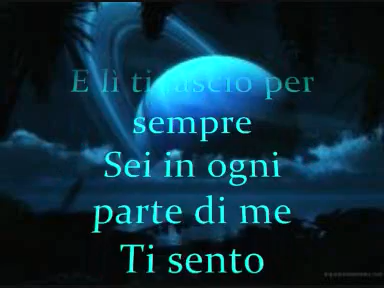 E lì ti lascio per
sempre
Sei in ogni
parte di me
Ti sento